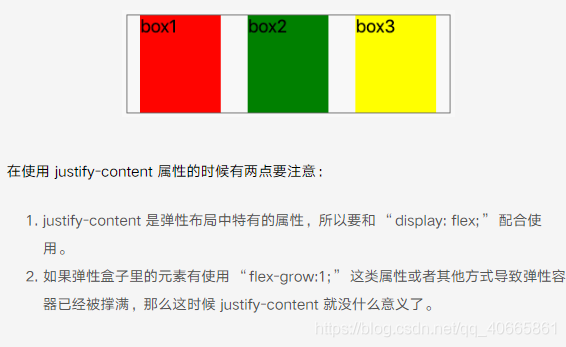 box1 box2 box3
在使用 justify-content 属性的时候有两点要注意：
1. justify-content 是弹性布局中特有的属性，所以要和 “display: flex;” 配合使
用。
2. 如果弹性盒子里的元素有使用 “flex-grow:1;” 这类属性或者其他方式导致弹性容
器已经被撑满，那么这时候 justify-content 就没什么意义了。
https://blog.csdn.net/qq_40665861